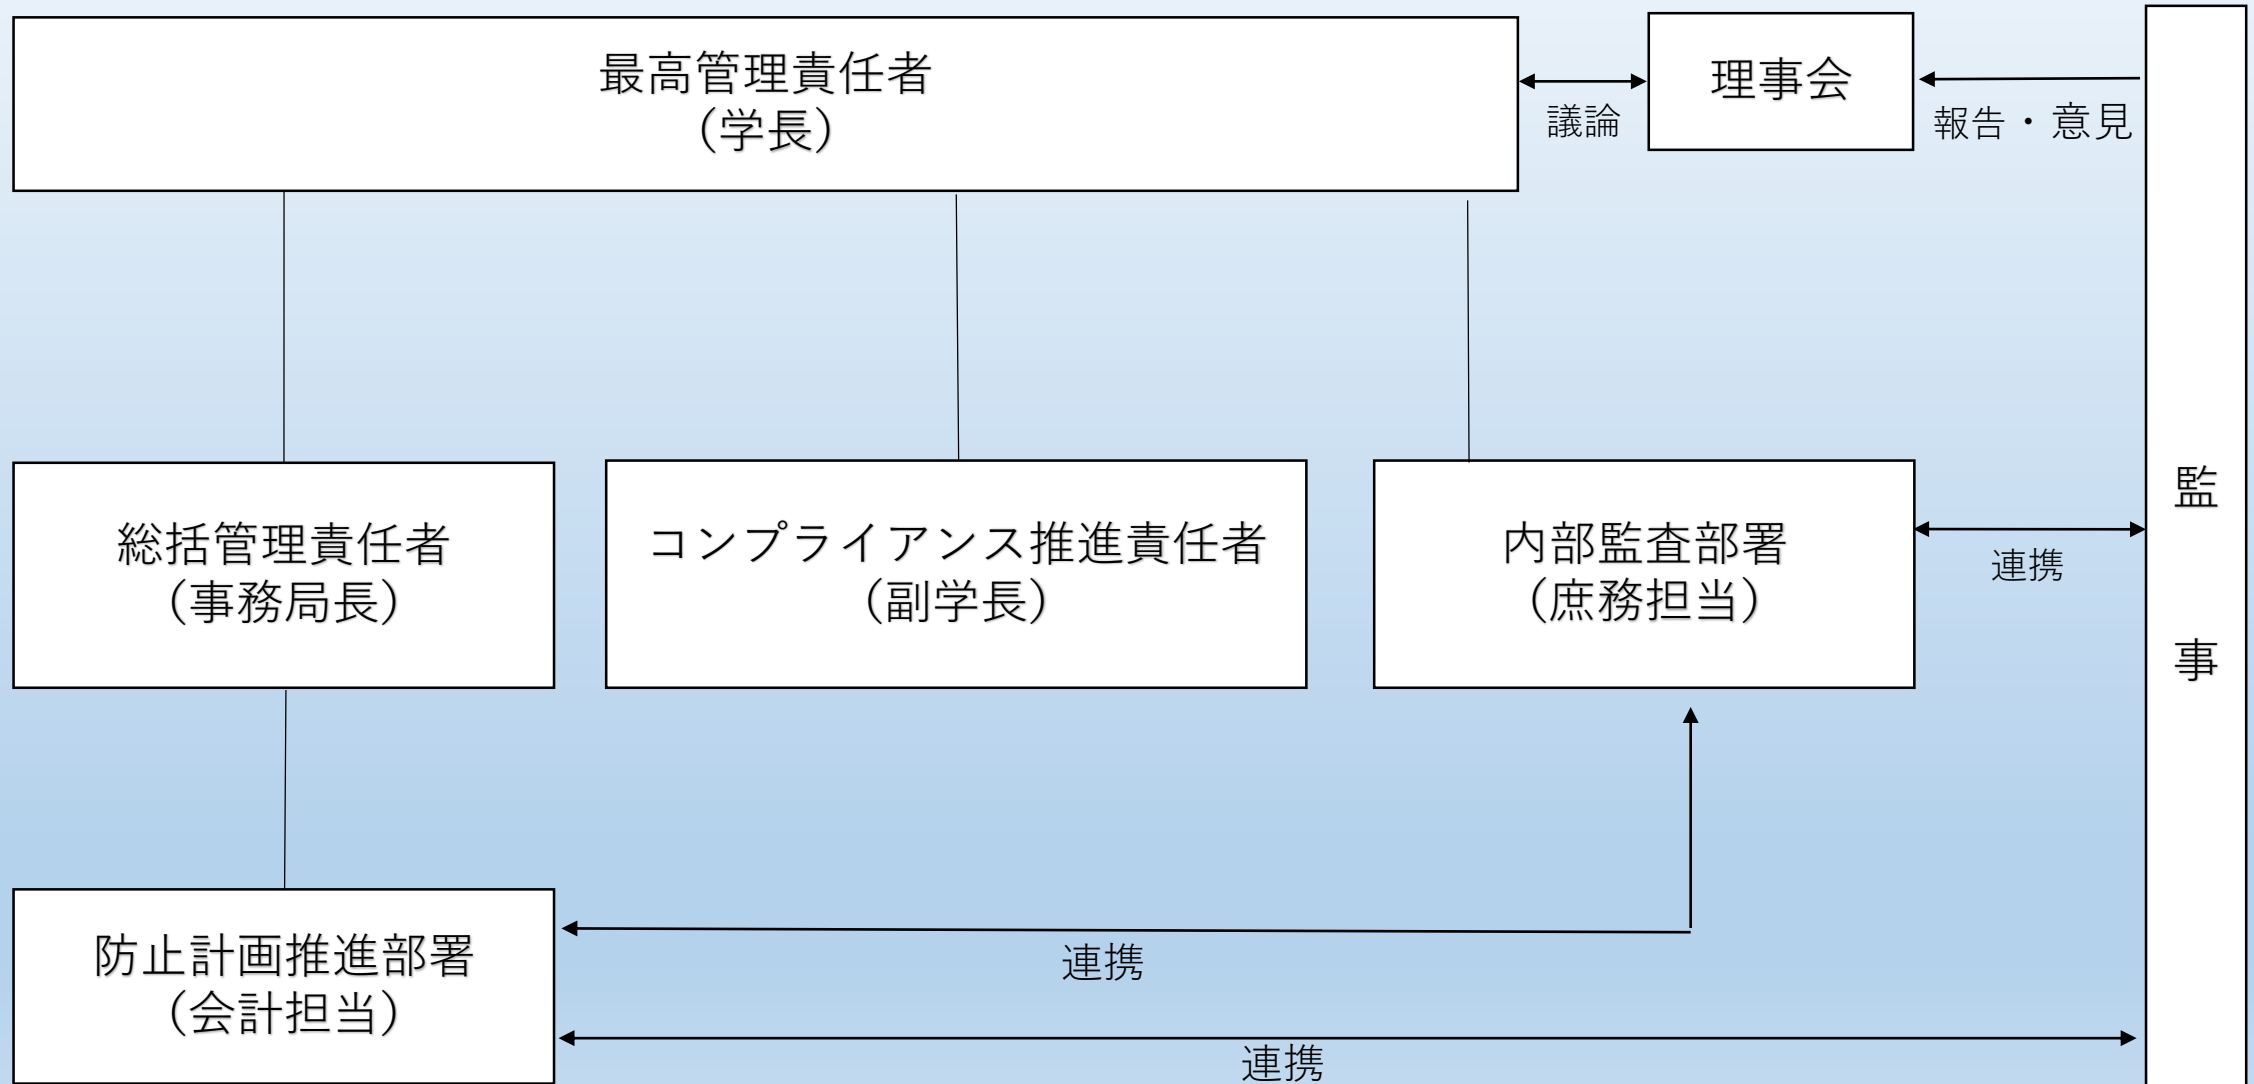 最高管理責任者
（学長）
議論
理事会
報告・意見
監
事
総括管理責任者
（事務局長）
コンプライアンス推進責任者
（副学長）
内部監査部署
（庶務担当）
連携
防止計画推進部署
（会計担当）
連携
連携